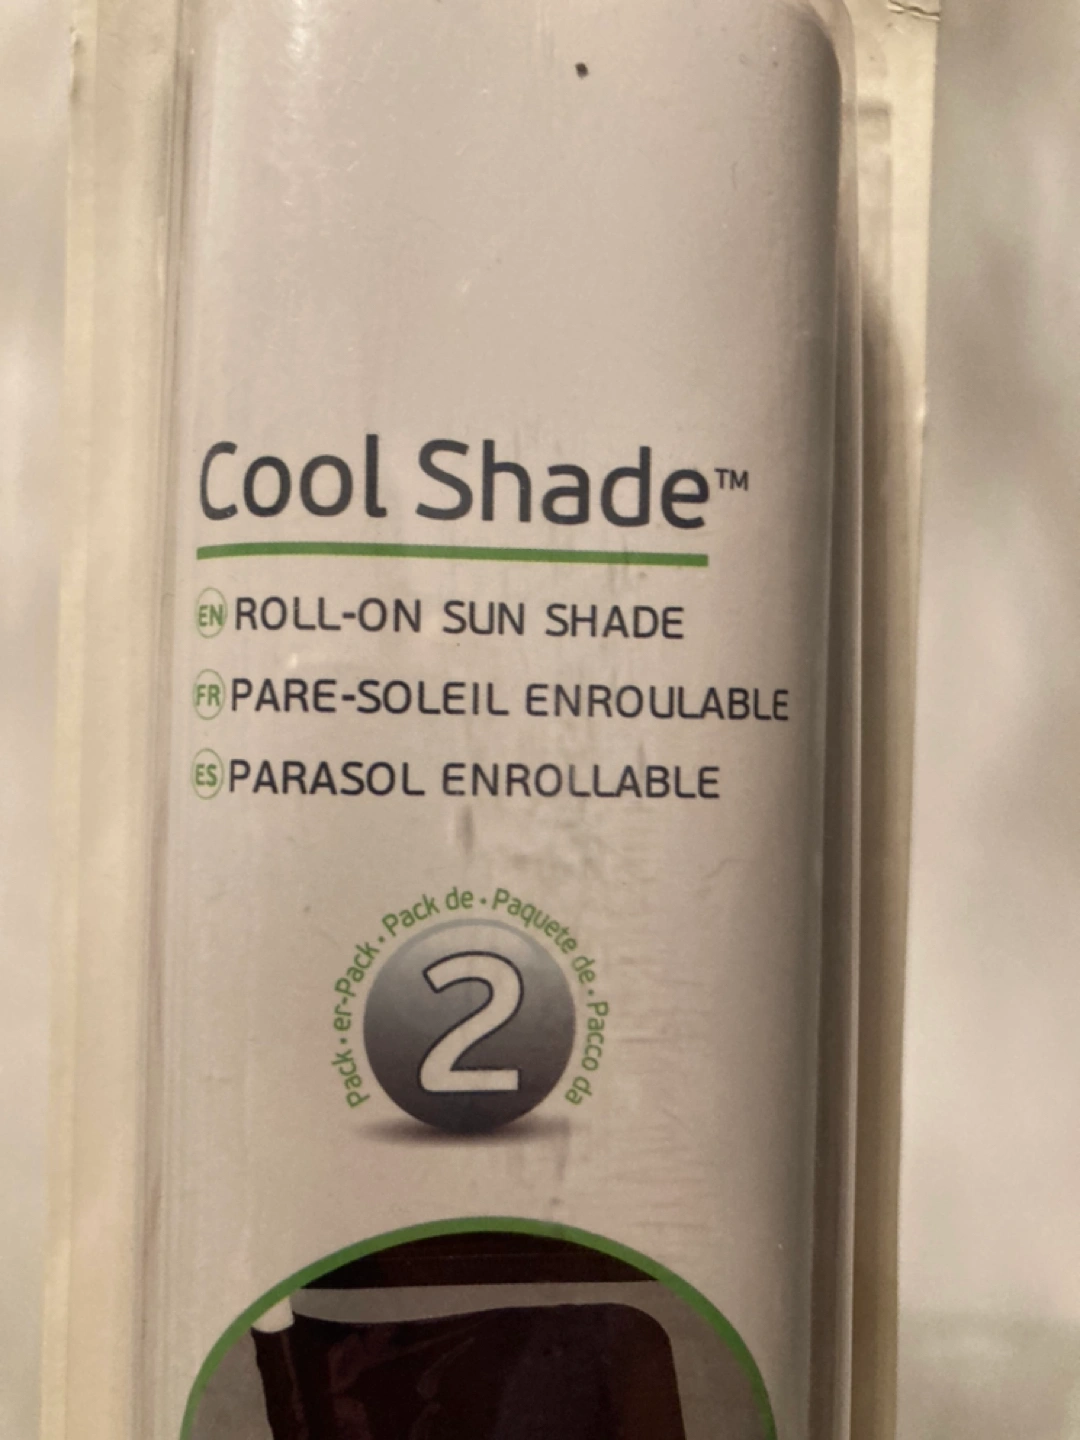 Cool Shade™
EN ROLL-ON SUN SHADE
FR PARE-SOLEIL ENROULABLE
ES PARASOL ENROLLABLE
Pack • er-Pack • Pack de • Paquete de • Pacco da
2